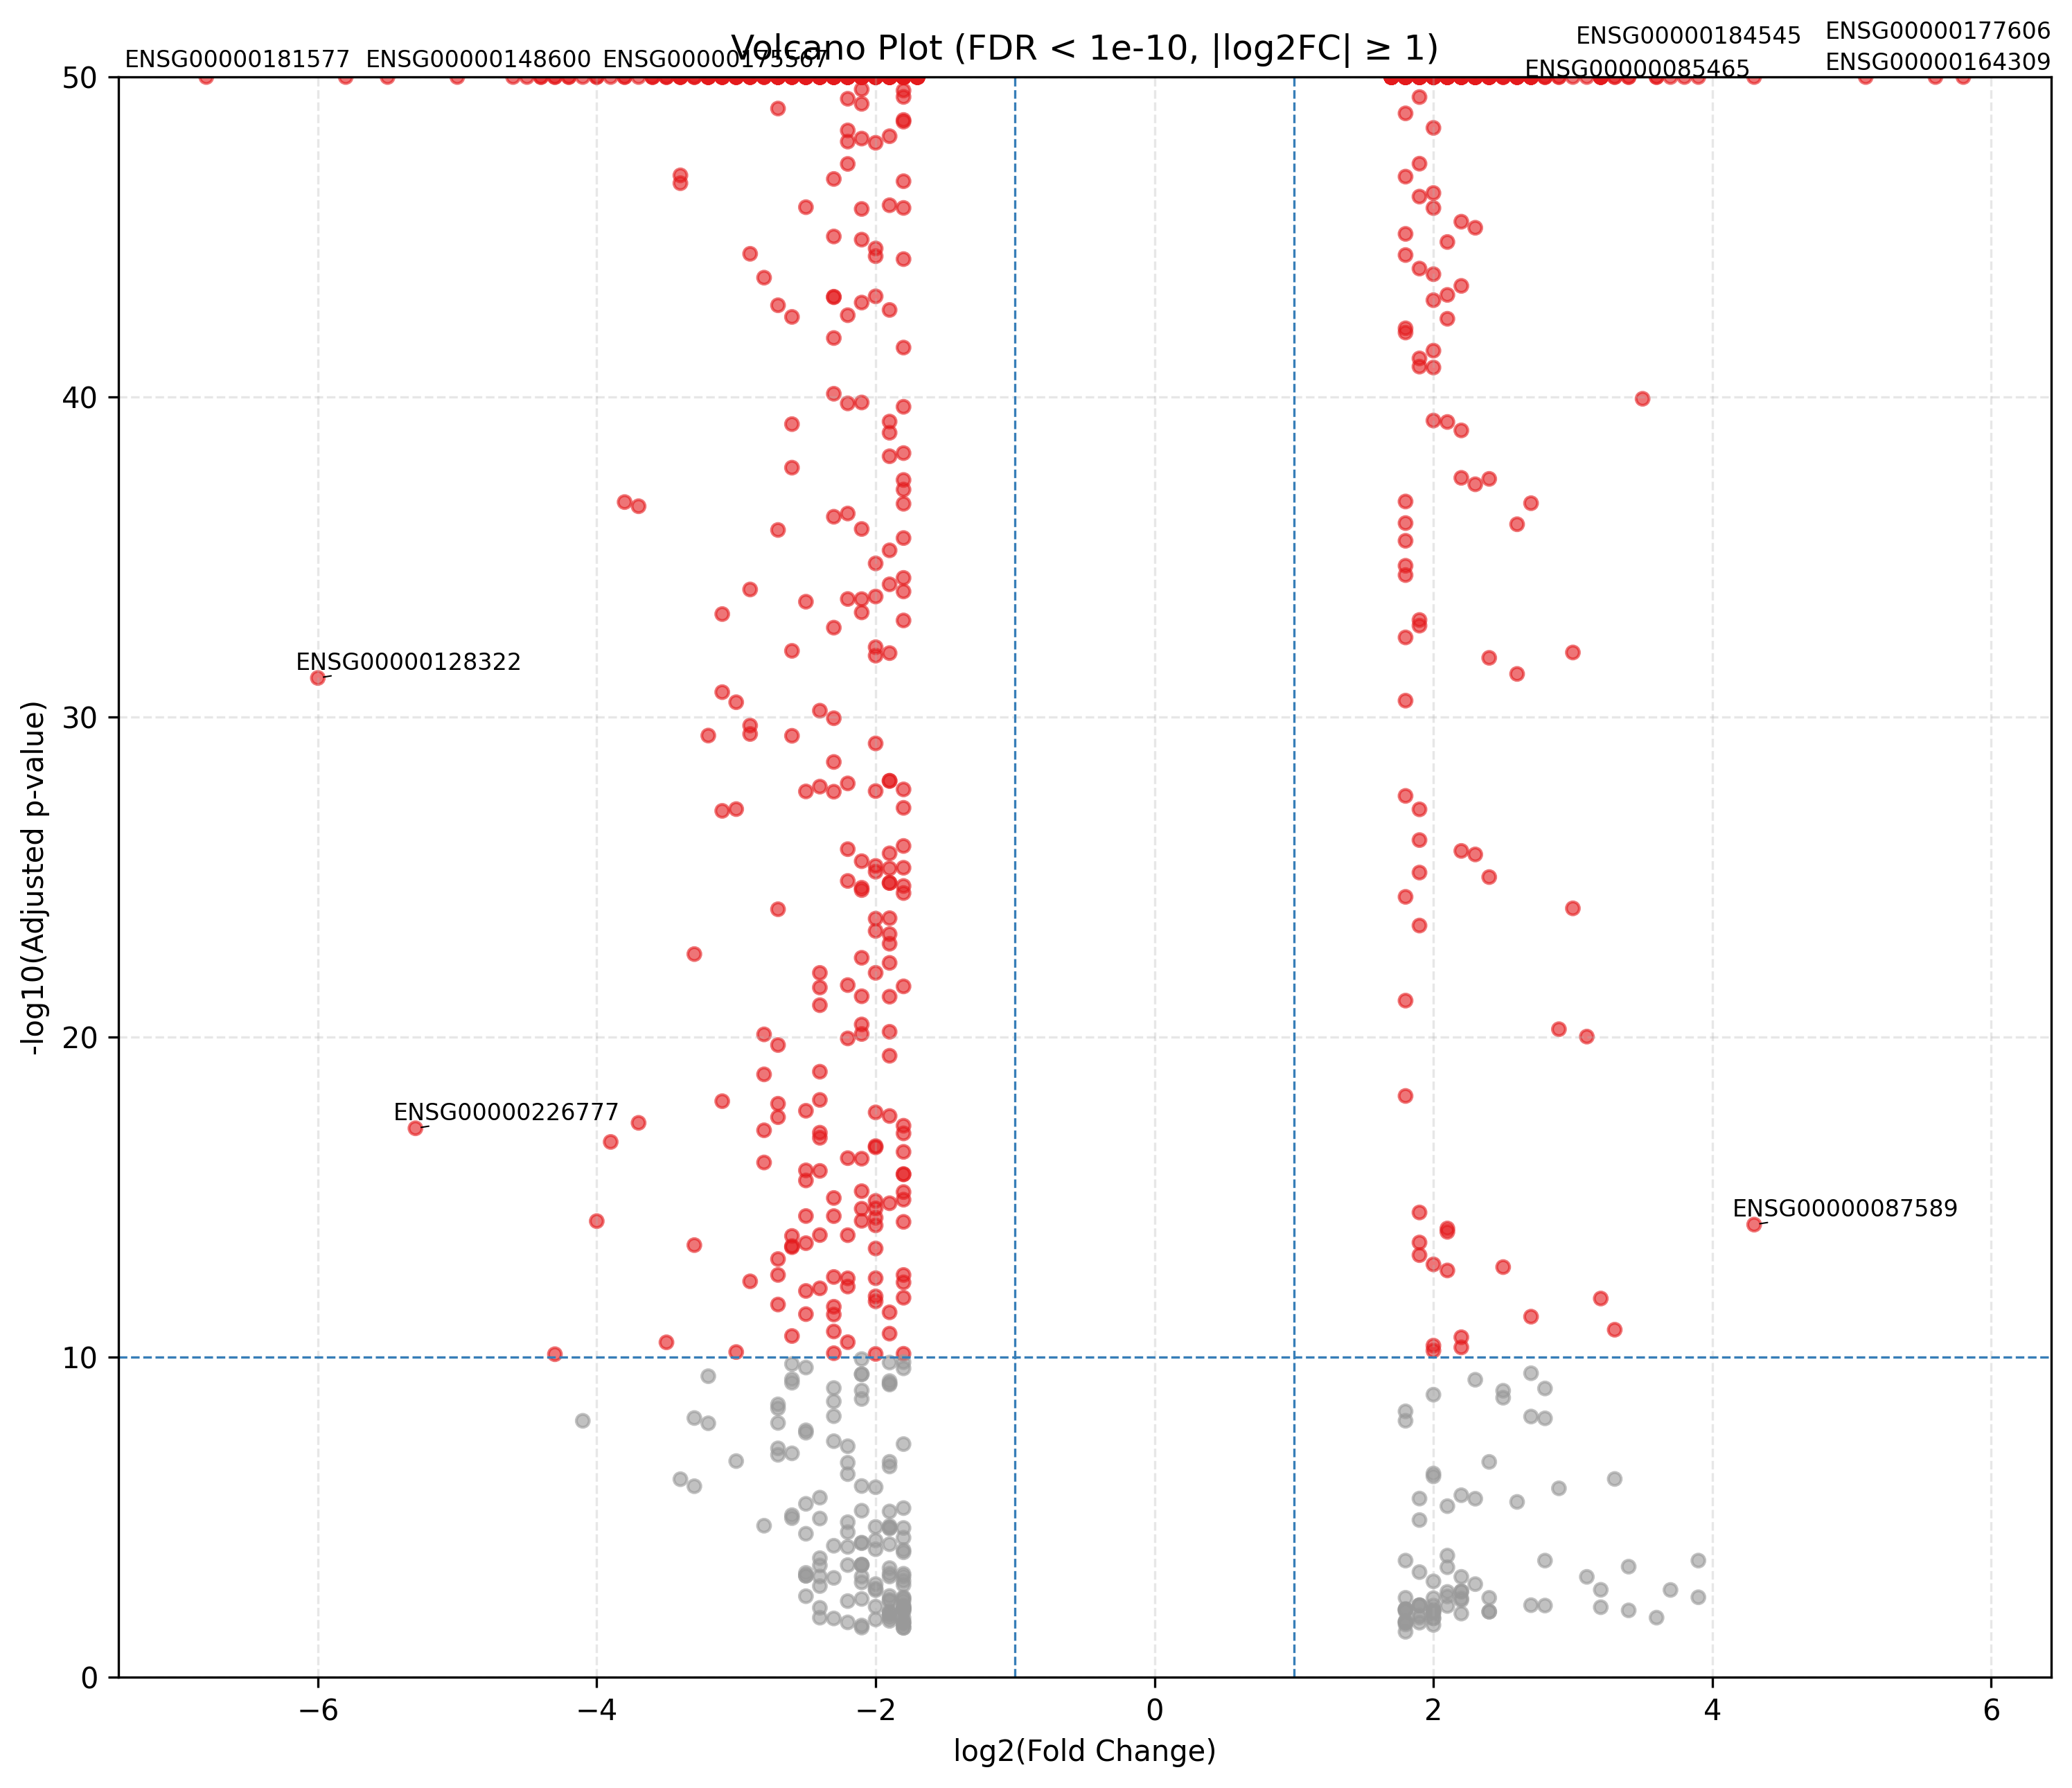 ENSG00000184545
ENSG00000177606
Volcano Plot (FDR < 1e-10, |log2FC| ≥ 1)
ENSG00000181577
ENSG00000148600
ENSG00000175567
ENSG00000085465
ENSG00000164309
50
40
30
20
10
0
-log10(Adjusted p-value)
ENSG00000128322
ENSG00000226777
ENSG00000087589
−6
−4
−2
0
2
4
6
log2(Fold Change)